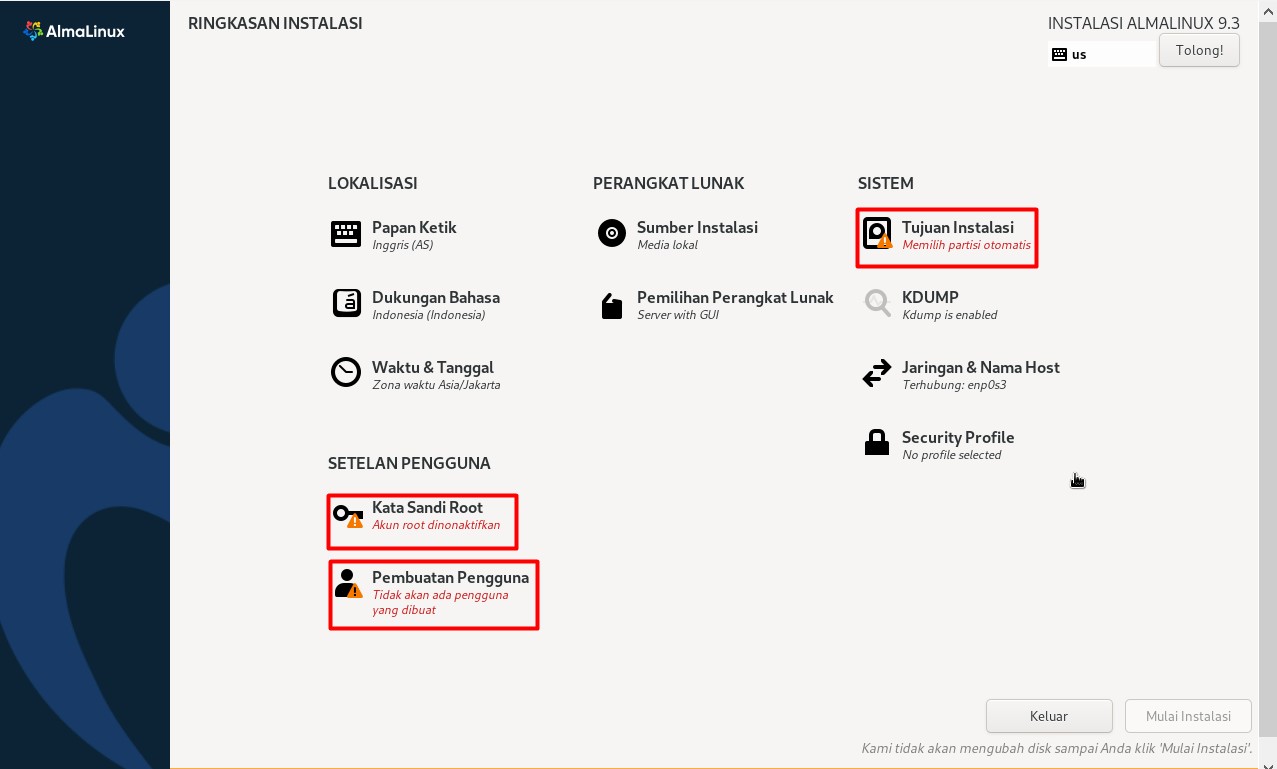 AlmaLinux
RINGKASAN INSTALASI
INSTALASI ALMALINUX 9.3
us
Tolong!
LOKALISASI
Papan Ketik
Inggris (AS)
Dukungan Bahasa
Indonesia (Indonesia)
Waktu & Tanggal
Zona waktu Asia/Jakarta
PERANGKAT LUNAK
Sumber Instalasi
Media lokal
Pemilihan Perangkat Lunak
Server with GUI
SISTEM
Tujuan Instalasi
Memilih partisi otomatis
KDUMP
Kdump is enabled
Jaringan & Nama Host
Terhubung: enp0s3
Security Profile
No profile selected
SETELAN PENGGUNA
Kata Sandi Root
Akun root dinonaktifkan
Pembuatan Pengguna
Tidak akan ada pengguna
yang dibuat
Keluar
Mulai Instalasi
Kami tidak akan mengubah disk sampai Anda klik 'Mulai Instalasi'.